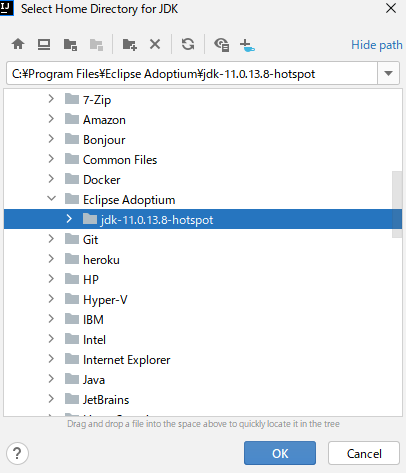 IJ Select Home Directory for JDK
Hide path
C:¥Program Files¥Eclipse Adoptium¥jdk-11.0.13.8-hotspot
7-Zip
Amazon
Bonjour
Common Files
Docker
Eclipse Adoptium
jdk-11.0.13.8-hotspot
Git
heroku
HP
Hyper-V
IBM
Intel
Internet Explorer
Java
JetBrains
Drag and drop a file into the space above to quickly locate it in the tree
?
OK
Cancel